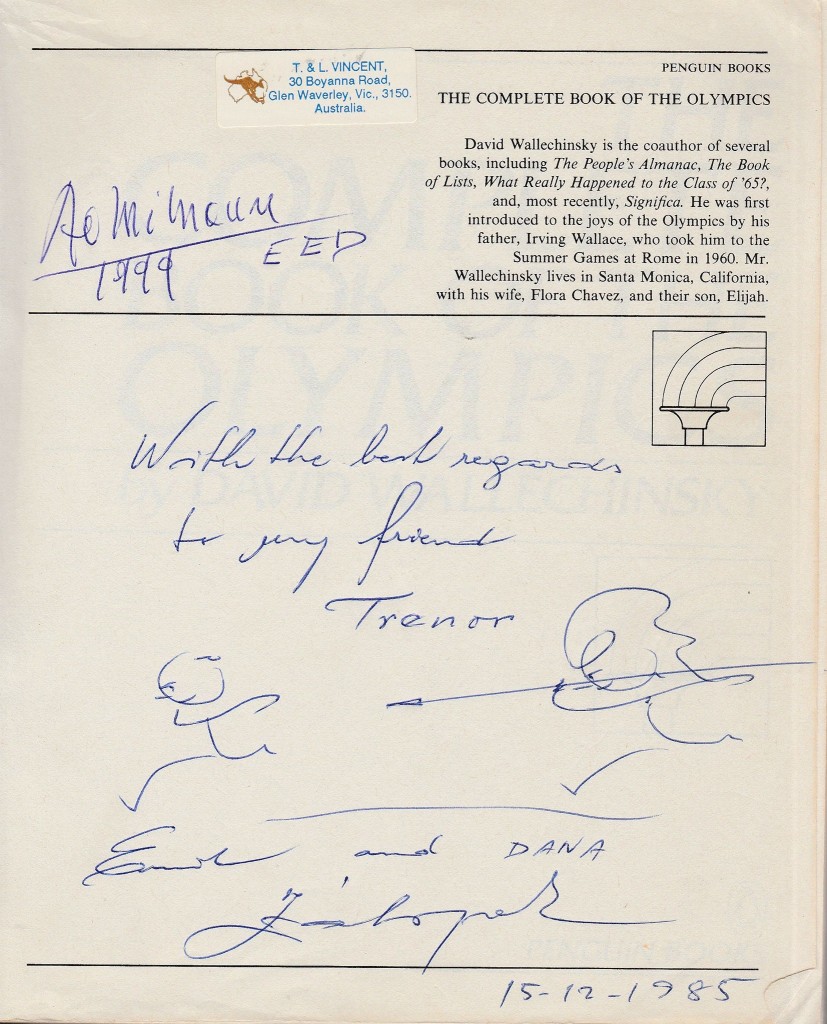 T. & L. VINCENT,
30 Boyanna Road,
Glen Waverley, Vic., 3150.
Australia.
PENGUIN BOOKS
THE COMPLETE BOOK OF THE OLYMPICS
David Wallechinsky is the coauthor of several
books, including The People's Almanac, The Book
of Lists, What Really Happened to the Class of '65?,
and, most recently, Significa. He was first
introduced to the joys of the Olympics by his
father, Irving Wallace, who took him to the
Summer Games at Rome in 1960. Mr.
Wallechinsky lives in Santa Monica, California,
with his wife, Flora Chavez, and their son, Elijah.
EED
1999
With the best regards
to my friend
Trenor
Emil and DANA
Zátopek
15-12-1985